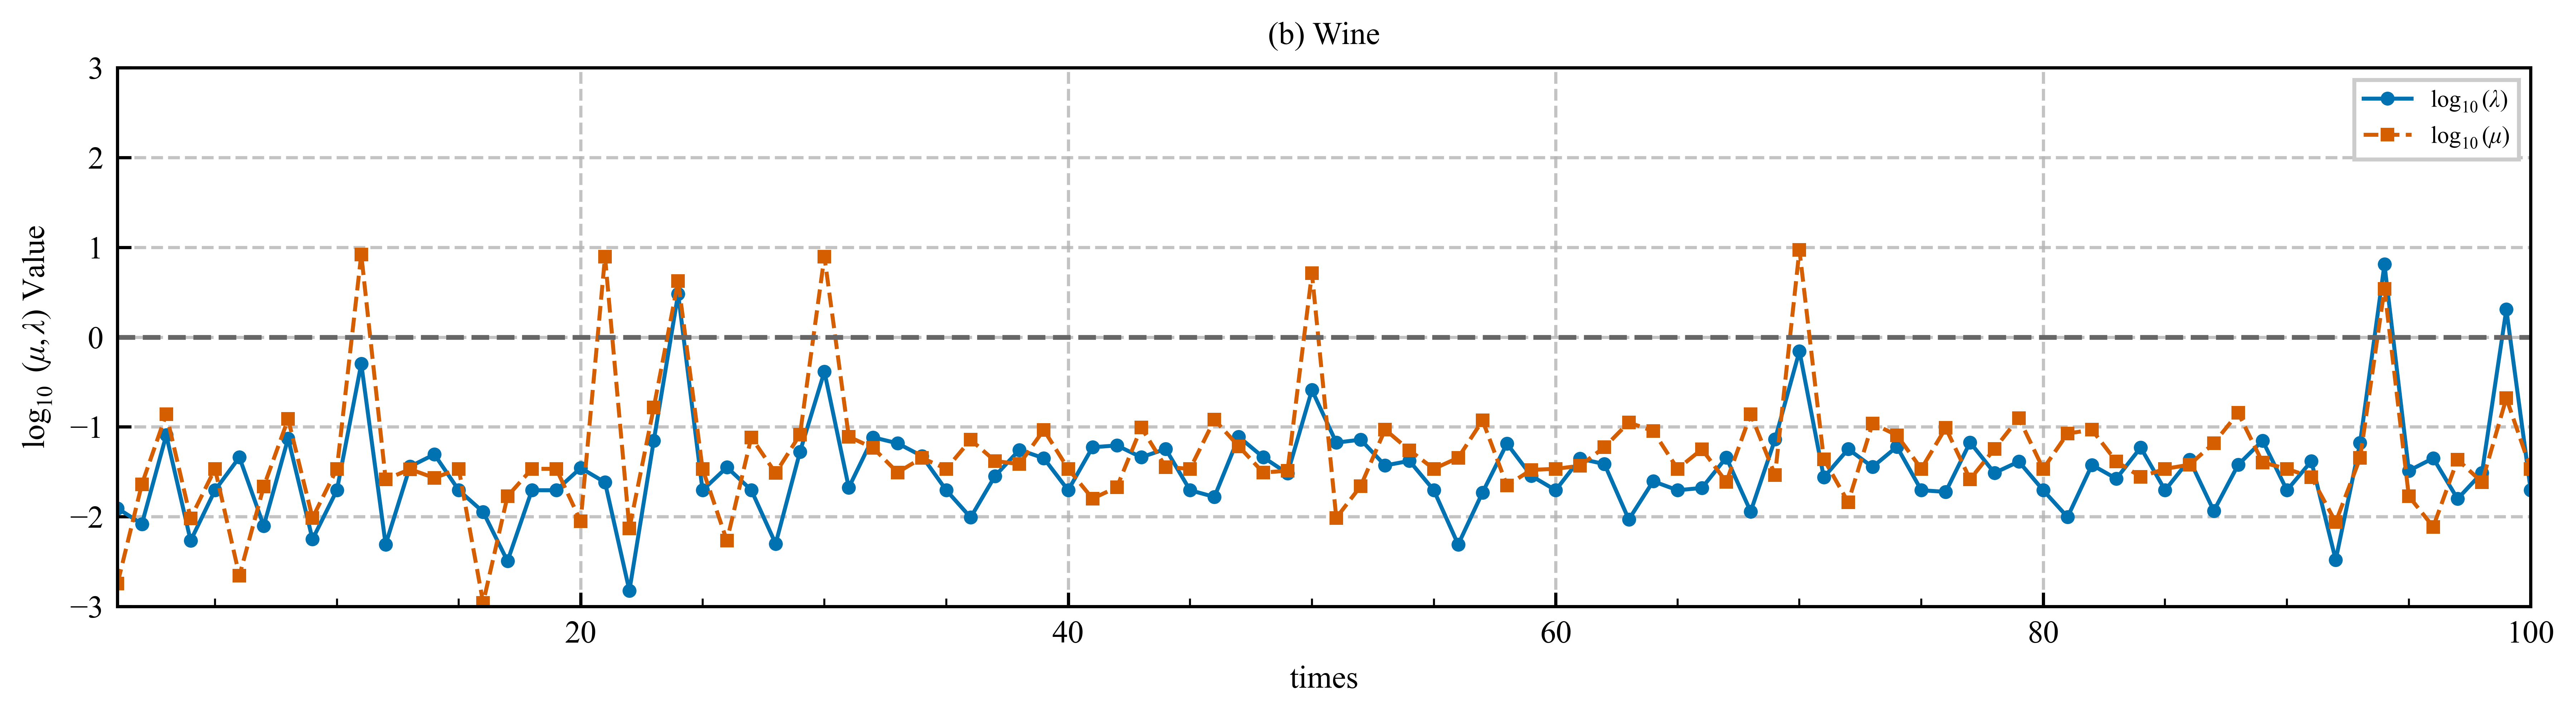 (b) Wine
log₁₀ (μ, λ) Value
3
2
1
0
−1
−2
−3
log₁₀ (λ)
log₁₀ (μ)
20
40
60
80
100
times